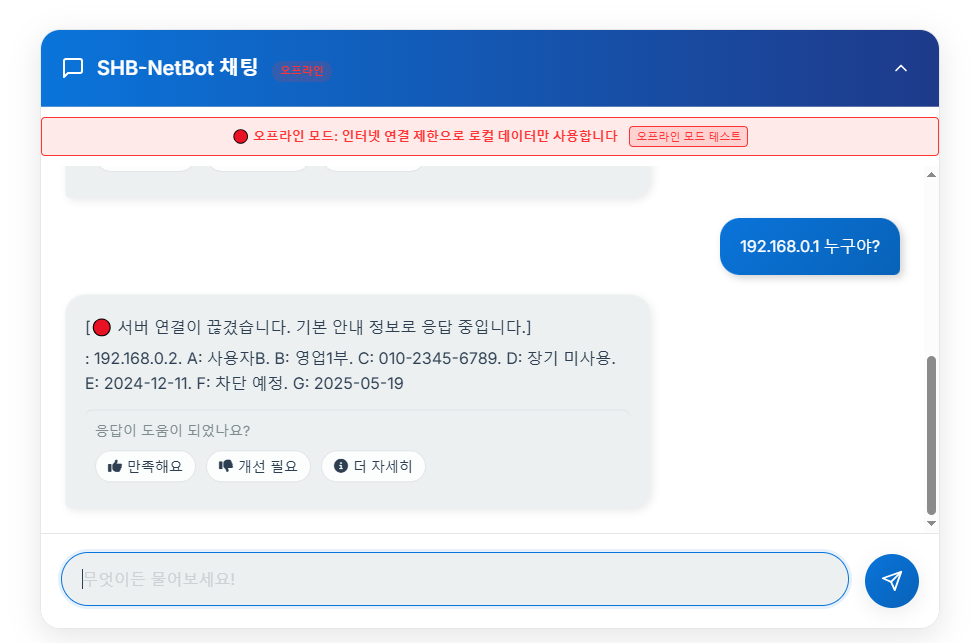 SHB-NetBot 채팅 오프라인
오프라인 모드: 인터넷 연결 제한으로 로컬 데이터만 사용합니다 오프라인 모드 테스트
192.168.0.1 누구야?
[🔴 서버 연결이 끊겼습니다. 기본 안내 정보로 응답 중입니다.]
: 192.168.0.2. A: 사용자B. B: 영업1부. C: 010-2345-6789. D: 장기 미사용.
E: 2024-12-11. F: 차단 예정. G: 2025-05-19
응답이 도움이 되었나요?
만족해요 개선 필요 더 자세히
무엇이든 물어보세요!